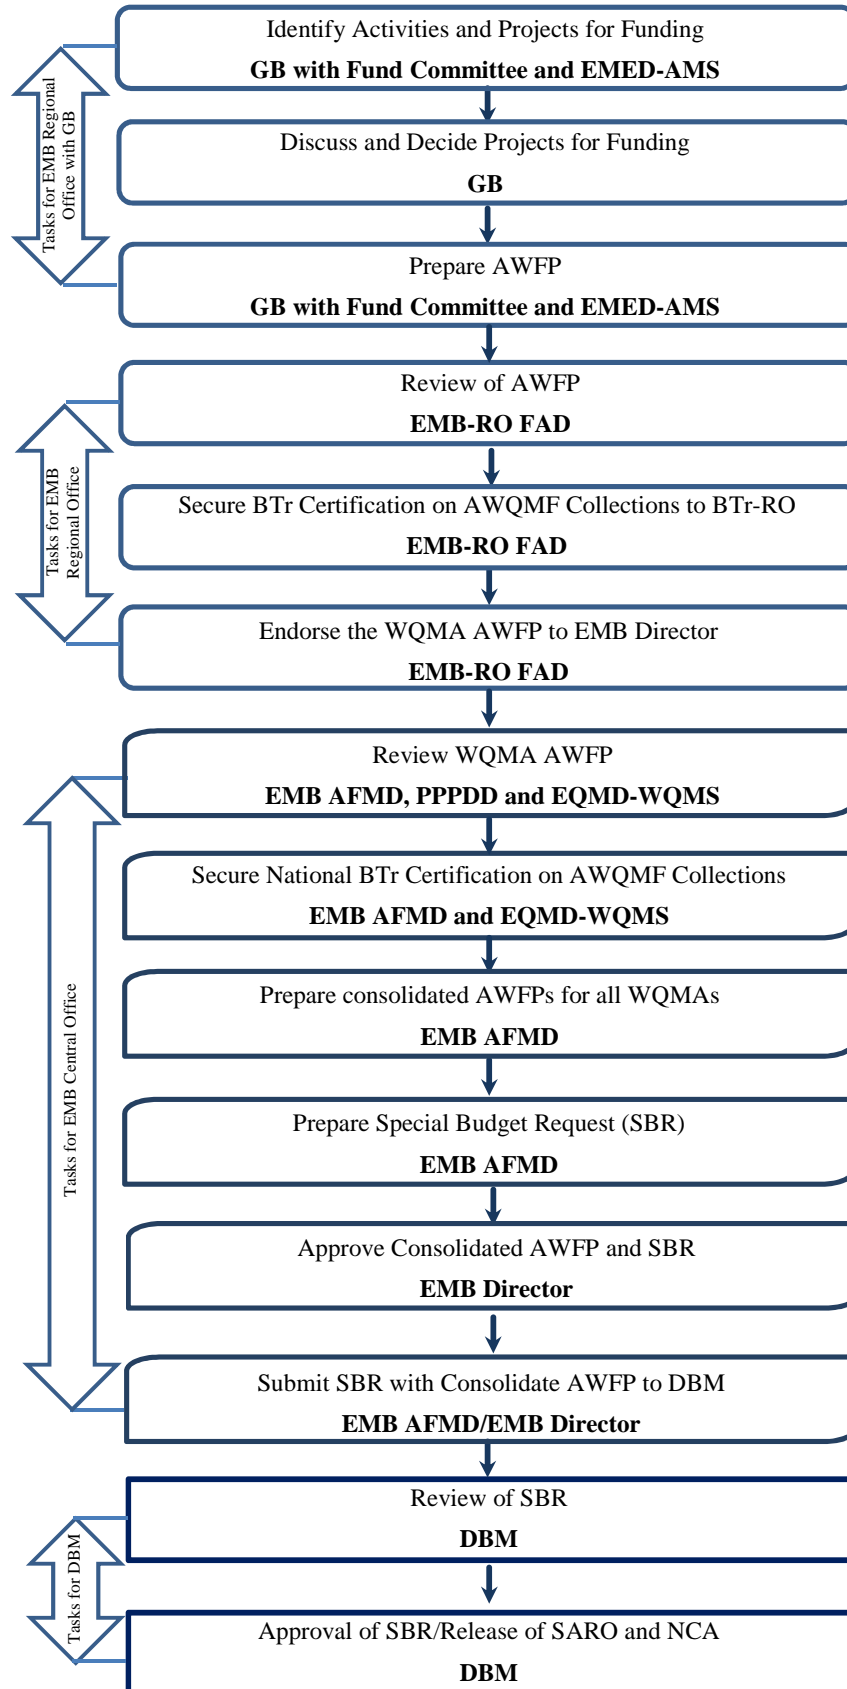 Identify Activities and Projects for Funding
GB with Fund Committee and EMED-AMS
Discuss and Decide Projects for Funding
GB
Prepare AWFP
GB with Fund Committee and EMED-AMS
Tasks for EMB Regional
Office with GB
Review of AWFP
EMB-RO FAD
Secure BTr Certification on AWQMF Collections to BTr-RO
EMB-RO FAD
Endorse the WQMA AWFP to EMB Director
EMB-RO FAD
Tasks for EMB
Regional Office
Review WQMA AWFP
EMB AFMD, PPPDD and EQMD-WQMS
Secure National BTr Certification on AWQMF Collections
EMB AFMD and EQMD-WQMS
Prepare consolidated AWFPs for all WQMAs
EMB AFMD
Prepare Special Budget Request (SBR)
EMB AFMD
Approve Consolidated AWFP and SBR
EMB Director
Submit SBR with Consolidate AWFP to DBM
EMB AFMD/EMB Director
Tasks for EMB Central Office
Review of SBR
DBM
Approval of SBR/Release of SARO and NCA
DBM
Tasks for DBM